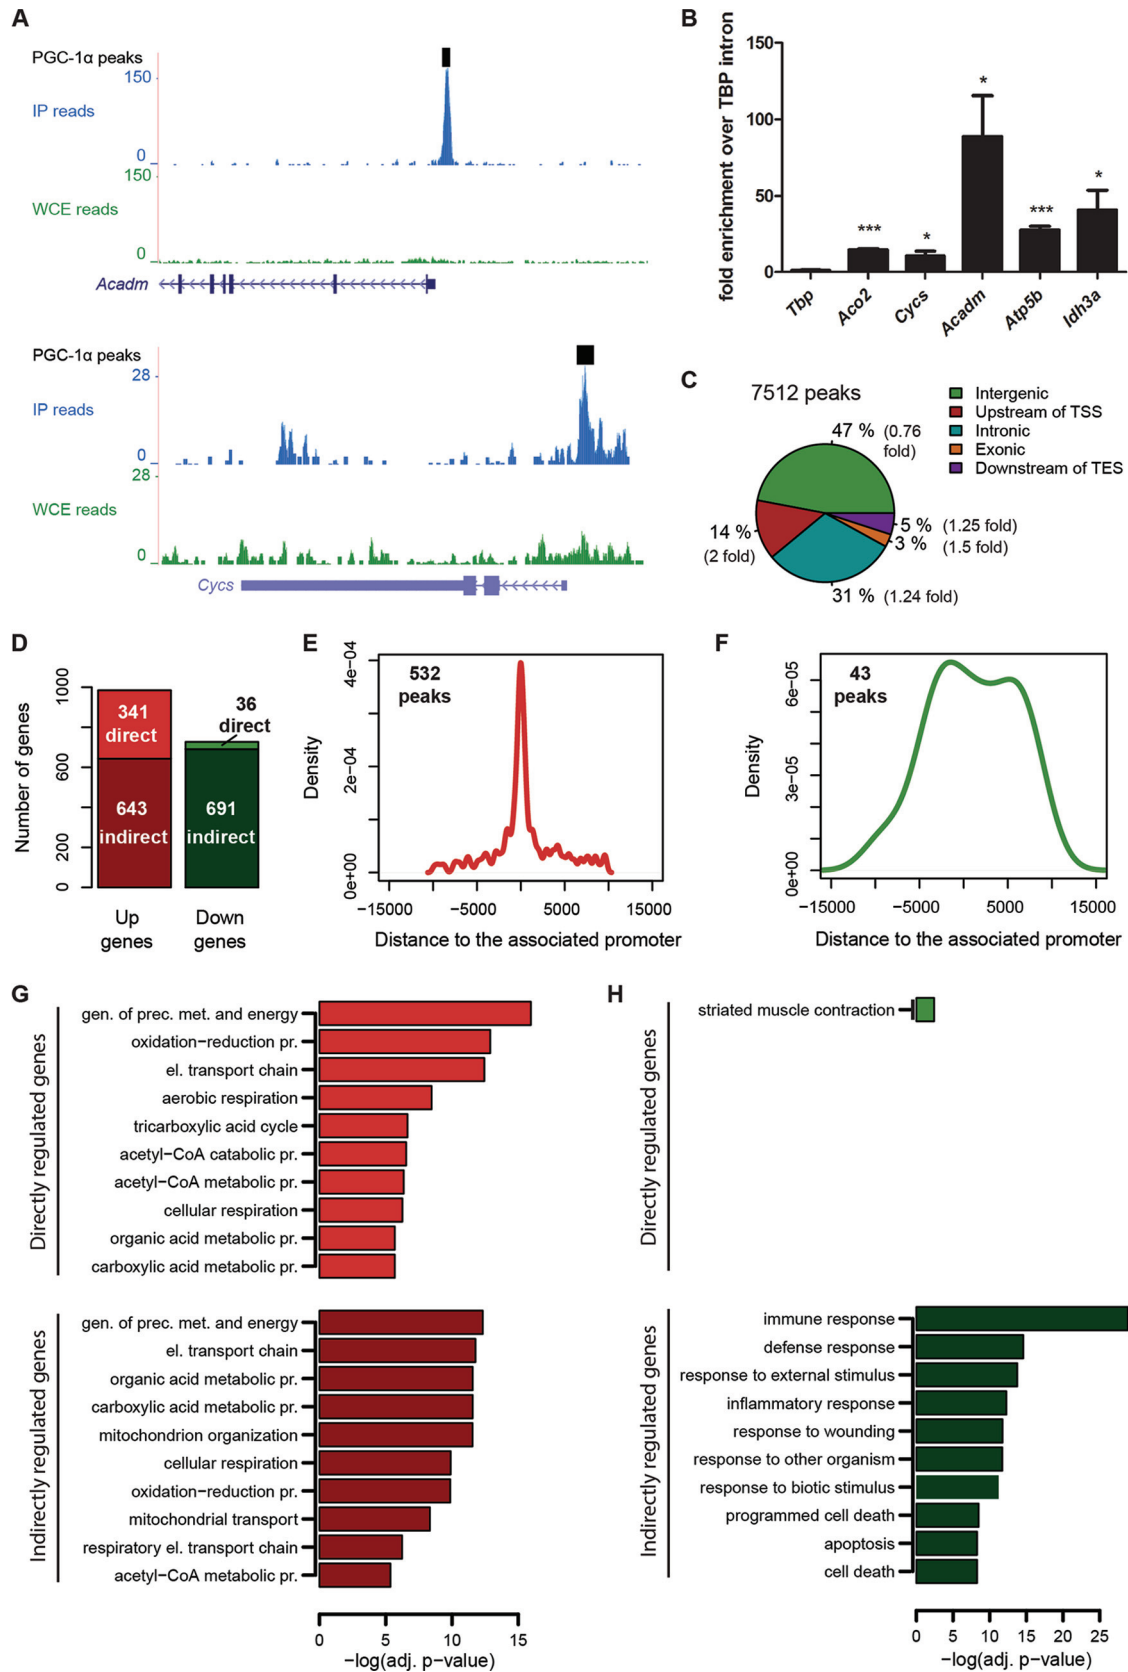 A
PGC-1α peaks
150
IP reads
0
150
WCE reads
0
Acadm
PGC-1α peaks
28
IP reads
0
28
WCE reads
0
Cycs
B
fold enrichment over TBP intron
150
100
50
0
***
*
*
***
*
Tbp
Aco2
Cycs
Acadm
Atp5b
Idh3a
C
7512 peaks
Intergenic
Upstream of TSS
Intronic
Exonic
Downstream of TES
47 % (0.76 fold)
14 % (2 fold)
5 % (1.25 fold)
3 % (1.5 fold)
31 % (1.24 fold)
D
Number of genes
1000
600
200
0
341 direct
643 indirect
36 direct
691 indirect
Up genes
Down genes
E
532 peaks
Density
4e−04
2e−04
0e+00
−15000 −5000 5000 15000
Distance to the associated promoter
F
43 peaks
Density
6e−05
3e−05
0e+00
−15000 −5000 5000 15000
Distance to the associated promoter
G
Directly regulated genes
gen. of prec. met. and energy
oxidation−reduction pr.
el. transport chain
aerobic respiration
tricarboxylic acid cycle
acetyl−CoA catabolic pr.
acetyl−CoA metabolic pr.
cellular respiration
organic acid metabolic pr.
carboxylic acid metabolic pr.
Indirectly regulated genes
gen. of prec. met. and energy
el. transport chain
organic acid metabolic pr.
carboxylic acid metabolic pr.
mitochondrion organization
cellular respiration
oxidation−reduction pr.
mitochondrial transport
respiratory el. transport chain
acetyl−CoA metabolic pr.
0 5 10 15
−log(adj. p−value)
H
Directly regulated genes
striated muscle contraction
Indirectly regulated genes
immune response
defense response
response to external stimulus
inflammatory response
response to wounding
response to other organism
response to biotic stimulus
programmed cell death
apoptosis
cell death
0 5 10 15 20 25
−log(adj. p−value)